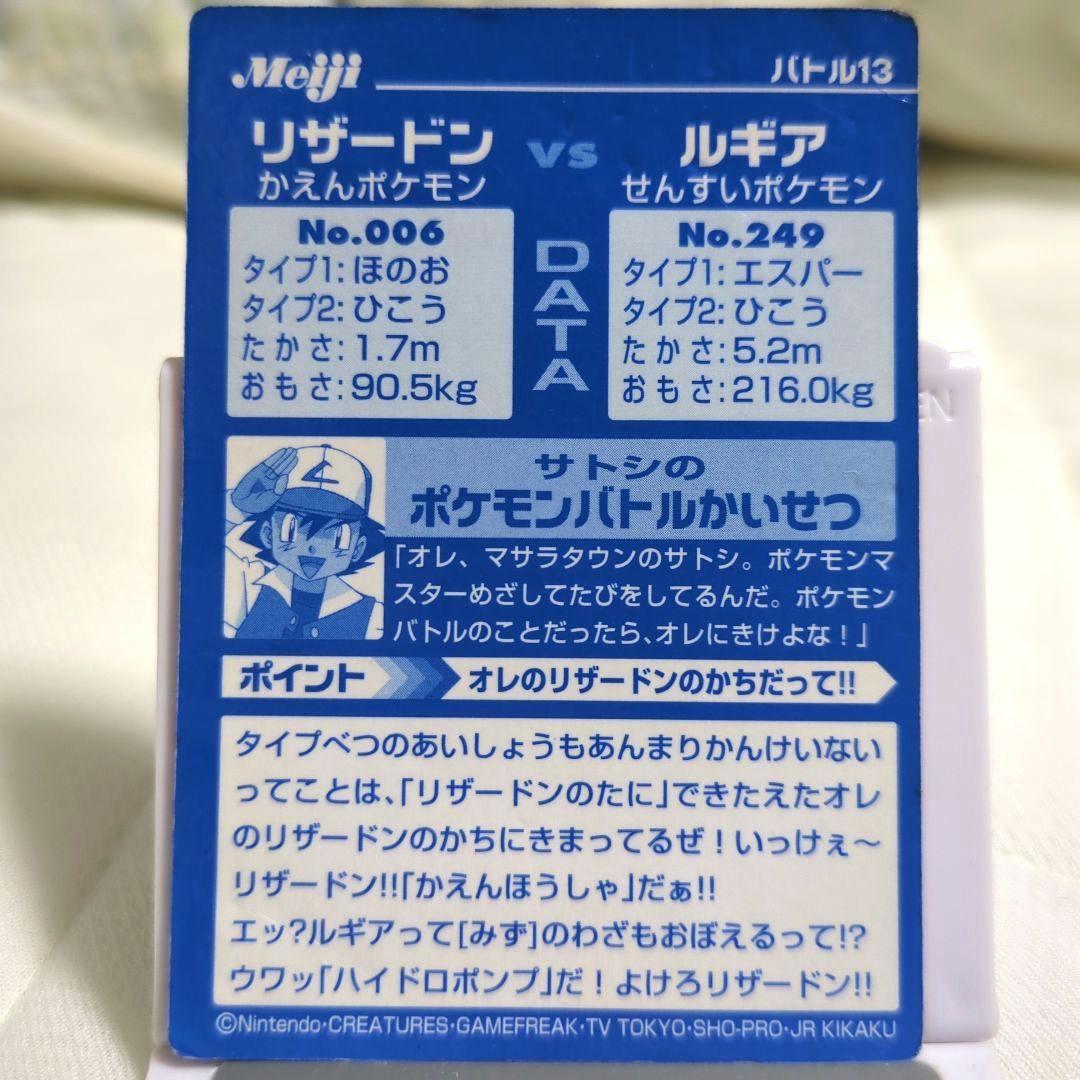 Meiji
バトル13
リザードン
vs
ルギア
かえんポケモン
せんすいポケモン
No.006
タイプ1:ほのお
タイプ2:ひこう
たかさ:1.7m
おもさ:90.5kg
DATA
No.249
タイプ1:エスパー
タイプ2:ひこう
たかさ:5.2m
おもさ:216.0kg
サトシの
ポケモンバトルかいせつ
「オレ、マサラタウンのサトシ。ポケモンマ
スターめざしてたびをしてるんだ。ポケモン
バトルのことだったら、オレにきけよな!」
ポイント
オレのリザードンのかちだって!!
タイプべつのあいしょうもあんまりかんけいない
ってことは、「リザードンのたに」できたえたオレ
のリザードンのかちにきまってるぜ!いっけぇ〜
リザードン!!「かえんほうしゃ」だぁ!!
エッ?ルギアって[みず]のわざもおぼえるって!?
ウワッ「ハイドロポンプ」だ!よけろリザードン!!
©Nintendo・CREATURES・GAMEFREAK・TV TOKYO・SHO-PRO・JR KIKAKU